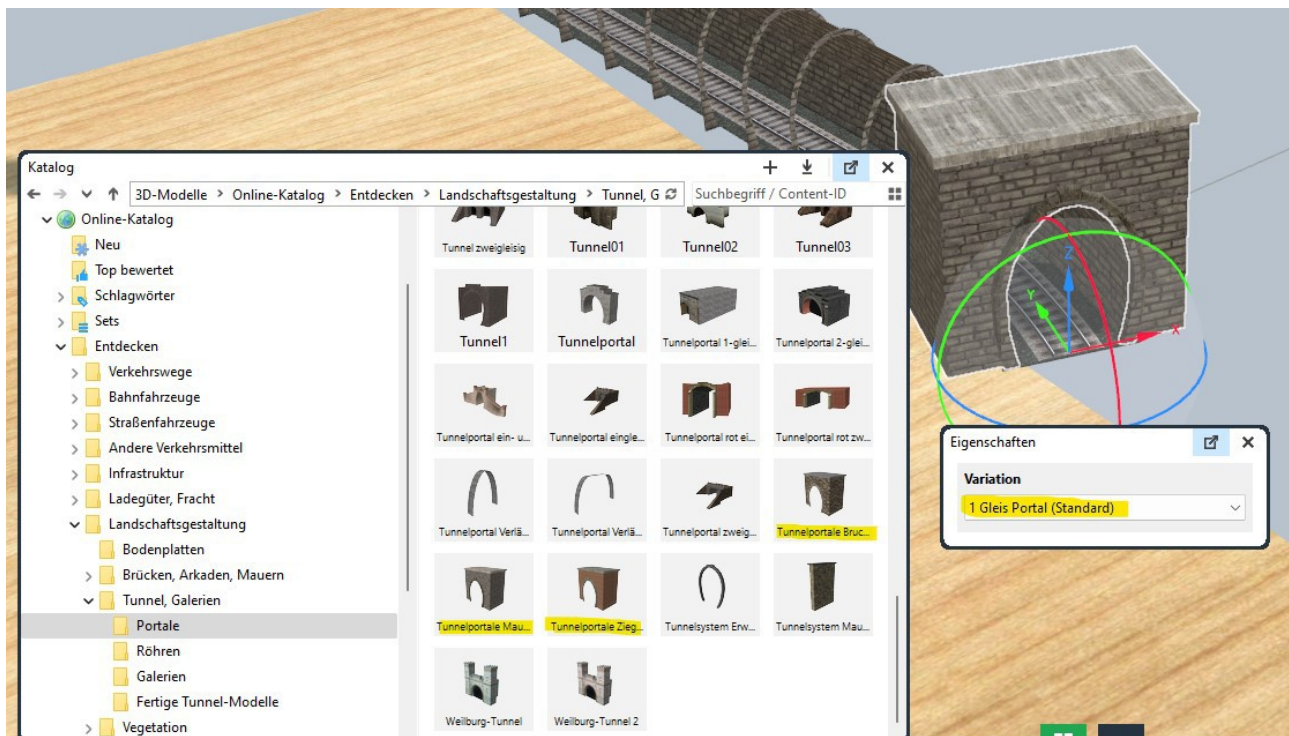 Katalog
3D-Modelle > Online-Katalog > Entdecken > Landschaftsgestaltung > Tunnel, G
Suchbegriff / Content-ID
Online-Katalog
Neu
Top bewertet
Schlagwörter
Sets
Entdecken
Verkehrswege
Bahnfahrzeuge
Straßenfahrzeuge
Andere Verkehrsmittel
Infrastruktur
Ladegüter, Fracht
Landschaftsgestaltung
Bodenplatten
Brücken, Arkaden, Mauern
Tunnel, Galerien
Portale
Röhren
Galerien
Fertige Tunnel-Modelle
Vegetation
Tunnel zweigleisig Tunnel01 Tunnel02 Tunnel03
Tunnel1 Tunnelportal Tunnelportal 1-glei... Tunnelportal 2-glei...
Tunnelportal ein- u... Tunnelportal eingle... Tunnelportal rot ei... Tunnelportal rot zw...
Tunnelportal Verlä... Tunnelportal Verlä... Tunnelportal zweig... Tunnelportale Bruc...
Tunnelportale Mau... Tunnelportale Zieg... Tunnelsystem Erw... Tunnelsystem Mau...
Weilburg-Tunnel Weilburg-Tunnel 2
Z
Y
X
Eigenschaften
Variation
1 Gleis Portal (Standard)